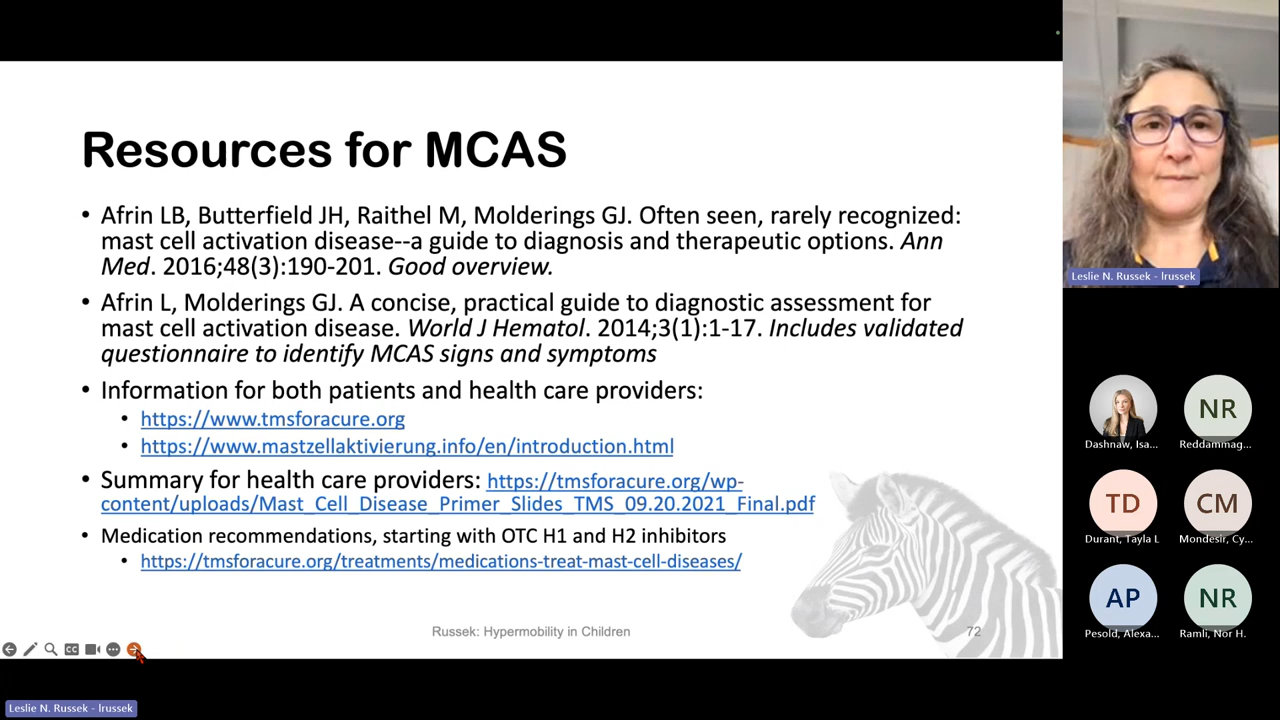 Resources for MCAS
• Afrin LB, Butterfield JH, Raithel M, Molderings GJ. Often seen, rarely recognized:
mast cell activation disease--a guide to diagnosis and therapeutic options. Ann
Med. 2016;48(3):190-201. Good overview.
• Afrin L, Molderings GJ. A concise, practical guide to diagnostic assessment for
mast cell activation disease. World J Hematol. 2014;3(1):1-17. Includes validated
questionnaire to identify MCAS signs and symptoms
• Information for both patients and health care providers:
• https://www.tmsforacure.org
• https://www.mastzellaktivierung.info/en/introduction.html
• Summary for health care providers: https://tmsforacure.org/wp-
content/uploads/Mast_Cell_Disease_Primer_Slides_TMS_09.20.2021_Final.pdf
• Medication recommendations, starting with OTC H1 and H2 inhibitors
• https://tmsforacure.org/treatments/medications-treat-mast-cell-diseases/
Russek: Hypermobility in Children
72
CC
Leslie N. Russek - lrussek
Leslie N. Russek - lrussek
Dashnaw, Isa...
NR
Reddammag...
TD
Durant, Tayla L
CM
Mondesir, Cy...
AP
Pesold, Alexa...
NR
Ramli, Nor H.